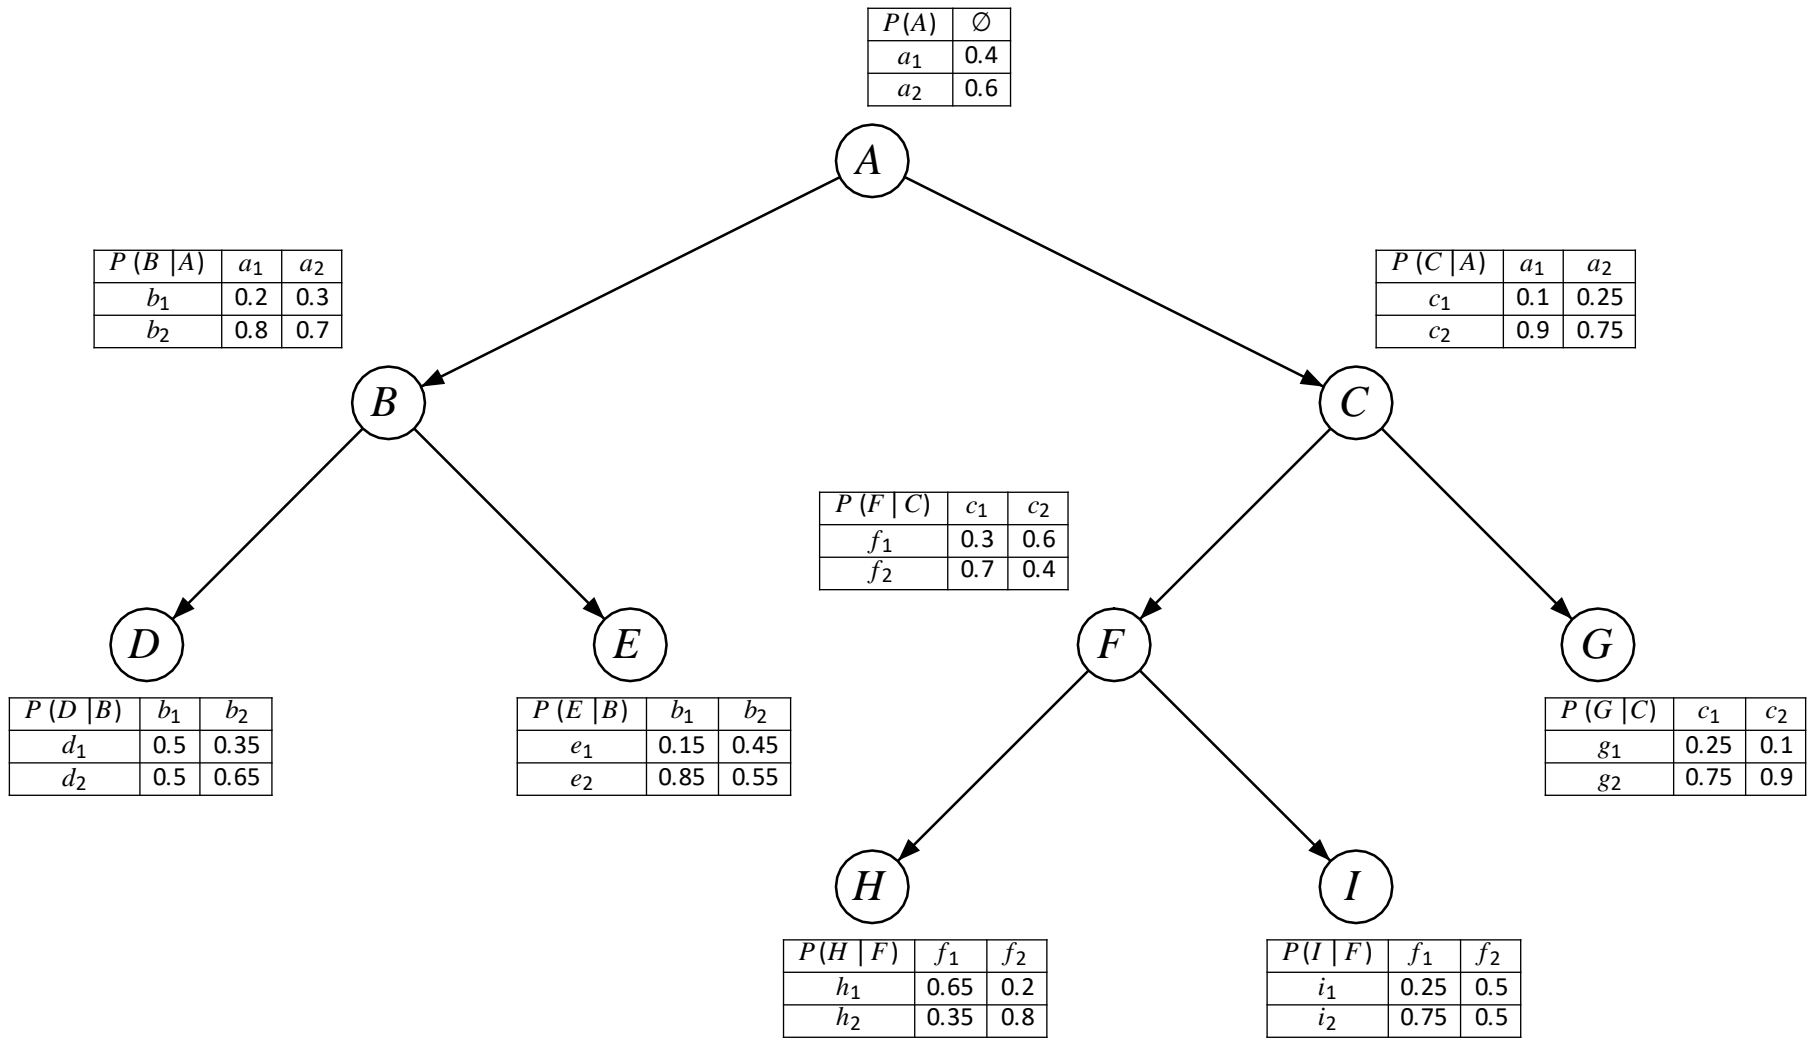 P(A) ∅
a1 0.4
a2 0.6
A
P (B |A) a1 a2
b1 0.2 0.3
b2 0.8 0.7
P (C |A) a1 a2
c1 0.1 0.25
c2 0.9 0.75
B
C
P (F | C) c1 c2
f1 0.3 0.6
f2 0.7 0.4
D
E
F
G
P (D |B) b1 b2
d1 0.5 0.35
d2 0.5 0.65
P (E |B) b1 b2
e1 0.15 0.45
e2 0.85 0.55
P (G |C) c1 c2
g1 0.25 0.1
g2 0.75 0.9
H
I
P(H | F) f1 f2
h1 0.65 0.2
h2 0.35 0.8
P(I | F) f1 f2
i1 0.25 0.5
i2 0.75 0.5